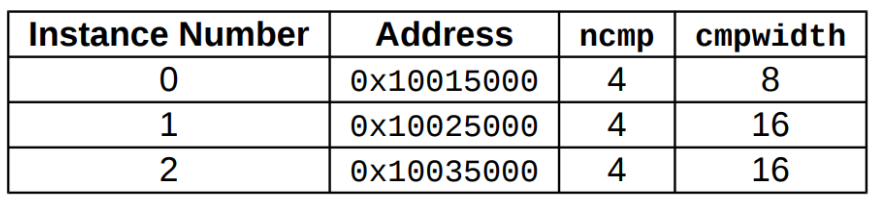 Instance Number Address ncmp cmpwidth
0 0x10015000 4 8
1 0x10025000 4 16
2 0x10035000 4 16